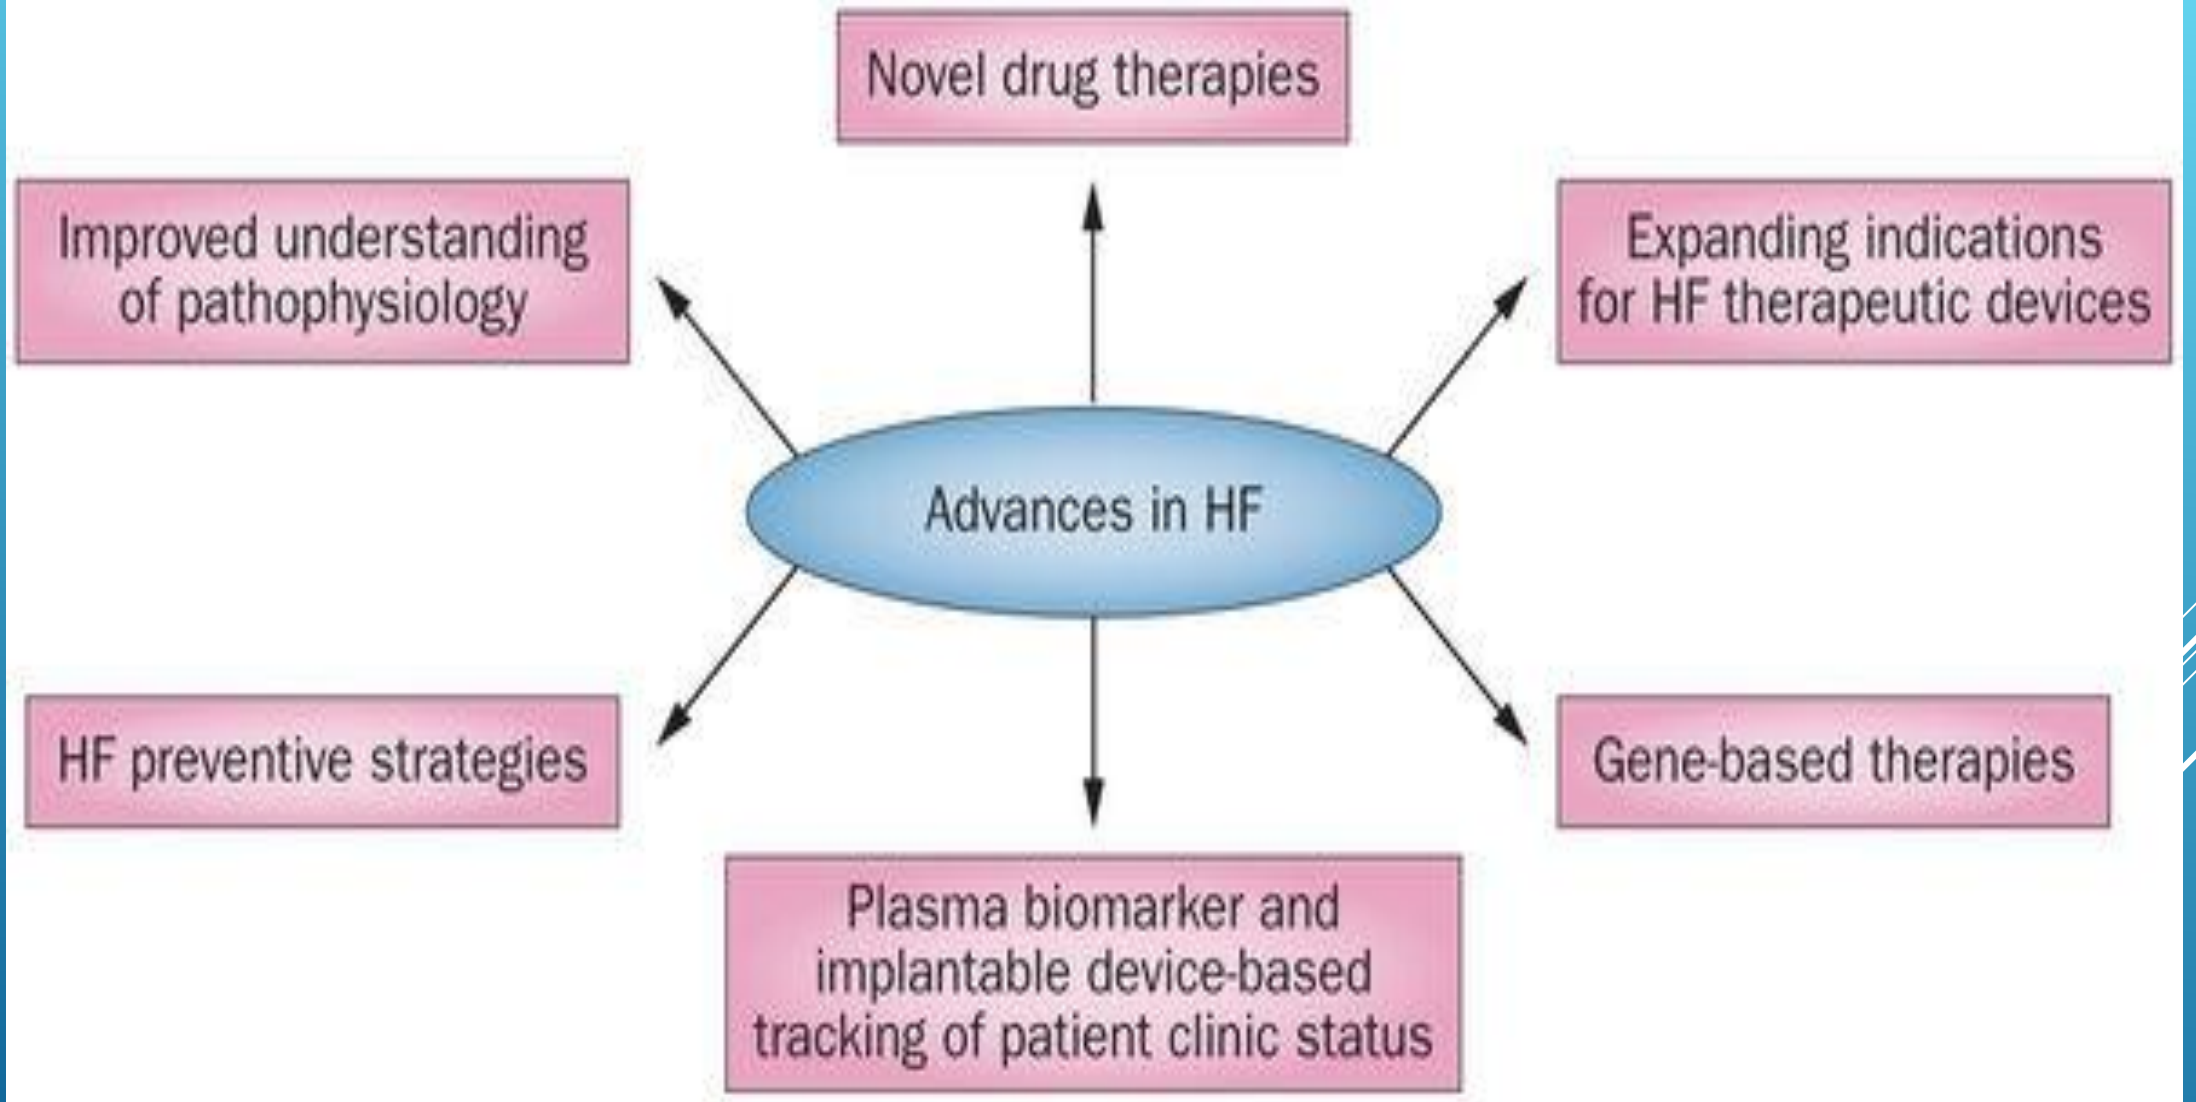 Novel drug therapies
Improved understanding
of pathophysiology
Expanding indications
for HF therapeutic devices
Advances in HF
HF preventive strategies
Gene-based therapies
Plasma biomarker and
implantable device-based
tracking of patient clinic status